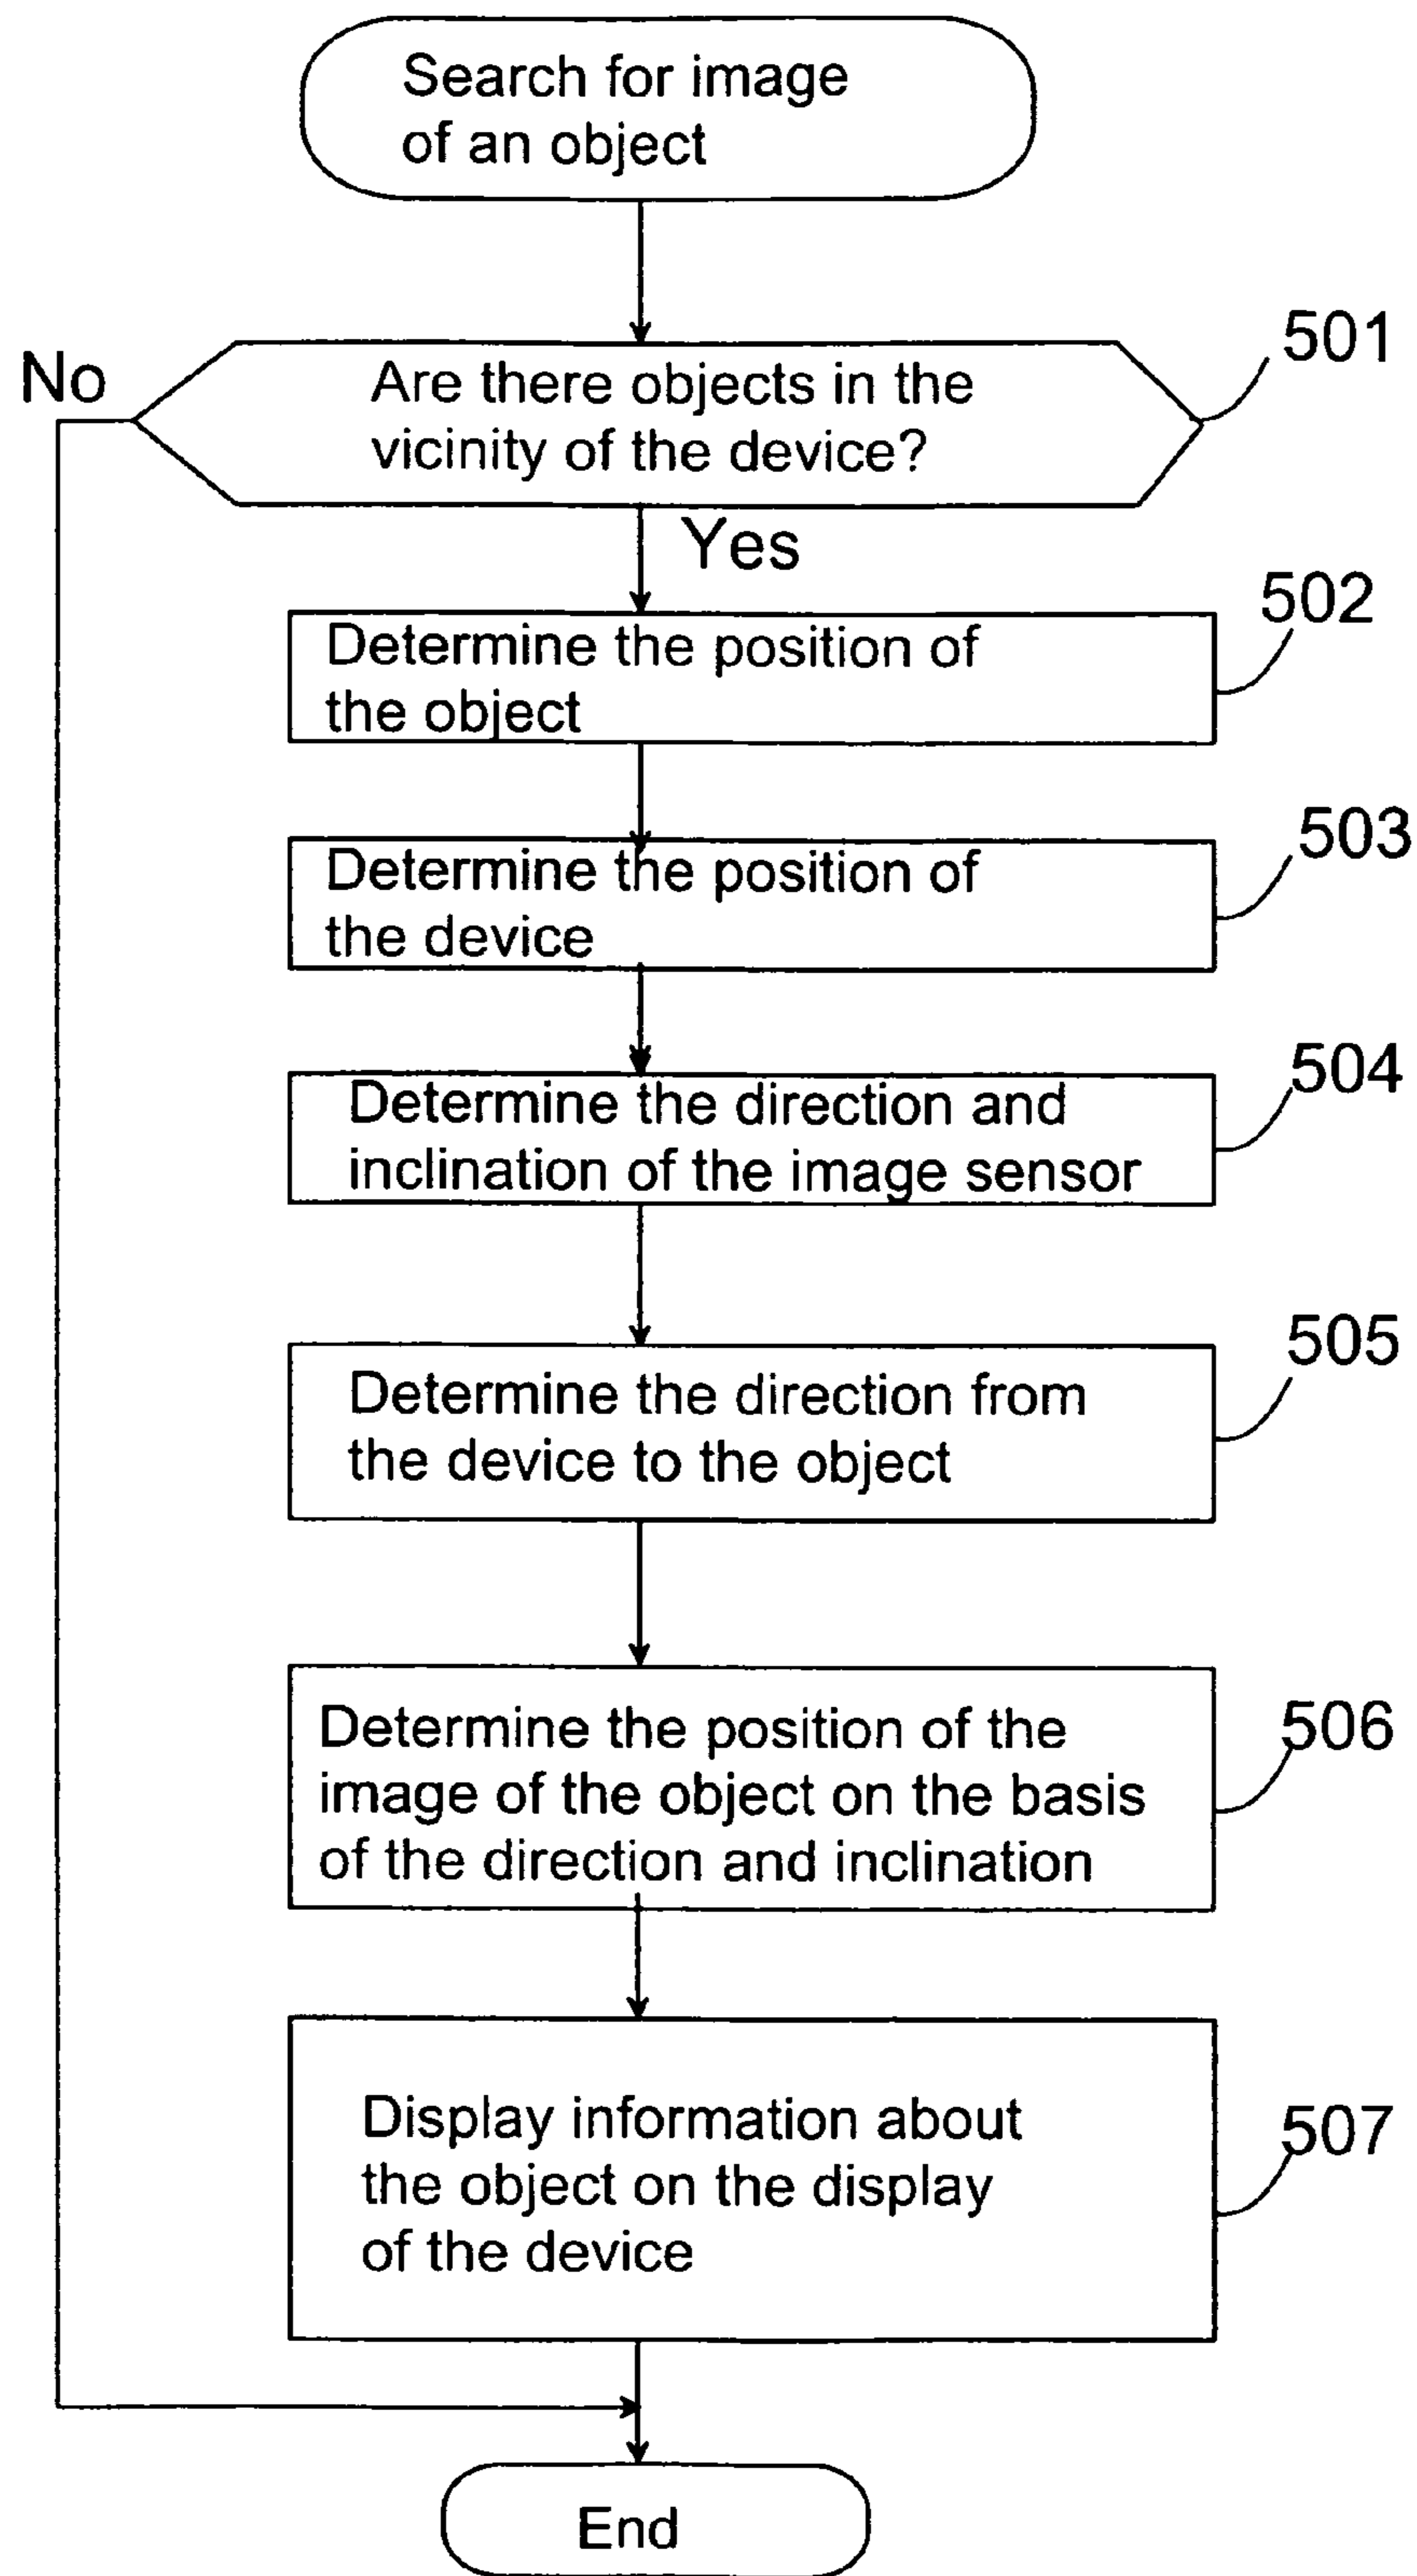 Search for image
of an object
501
No
Are there objects in the
vicinity of the device?
Yes
502
Determine the position of
the object
503
Determine the position of
the device
504
Determine the direction and
inclination of the image sensor
505
Determine the direction from
the device to the object
506
Determine the position of the
image of the object on the basis
of the direction and inclination
507
Display information about
the object on the display
of the device
End